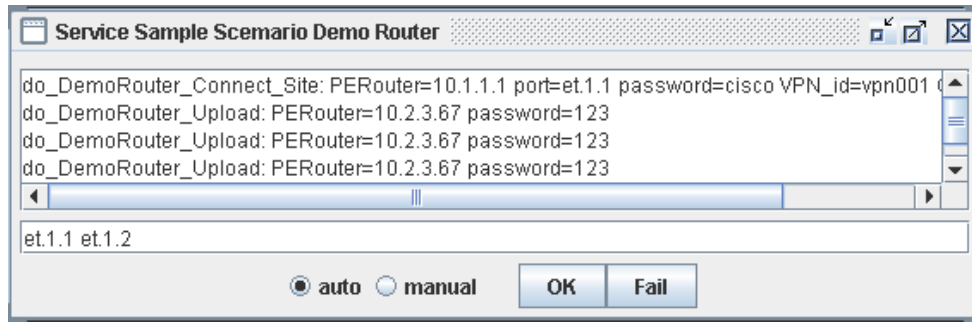 Service Sample Scemario Demo Router
do_DemoRouter_Connect_Site: PERouter=10.1.1.1 port=et.1.1 password=cisco VPN_id=vpn001
do_DemoRouter_Upload: PERouter=10.2.3.67 password=123
do_DemoRouter_Upload: PERouter=10.2.3.67 password=123
do_DemoRouter_Upload: PERouter=10.2.3.67 password=123
et.1.1 et.1.2
auto manual OK Fail